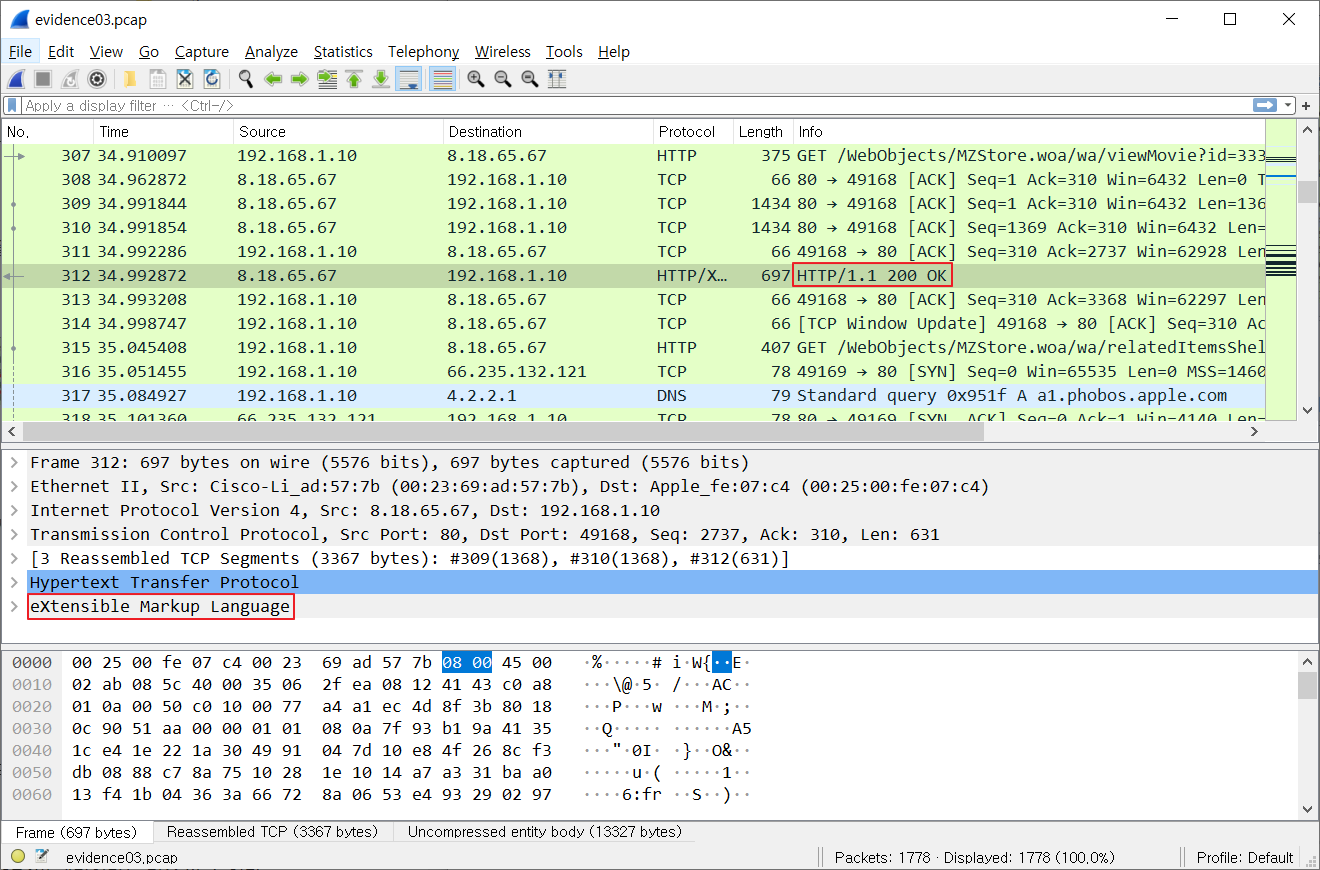 evidence03.pcap
File Edit View Go Capture Analyze Statistics Telephony Wireless Tools Help
Apply a display filter ··· <Ctrl-/>
No. Time Source Destination Protocol Length Info
307 34.910097 192.168.1.10 8.18.65.67 HTTP 375 GET /WebObjects/MZStore.woa/wa/viewMovie?id=333
308 34.962872 8.18.65.67 192.168.1.10 TCP 66 80 → 49168 [ACK] Seq=1 Ack=310 Win=6432 Len=0 T
309 34.991844 8.18.65.67 192.168.1.10 TCP 1434 80 → 49168 [ACK] Seq=1 Ack=310 Win=6432 Len=136
310 34.991854 8.18.65.67 192.168.1.10 TCP 1434 80 → 49168 [ACK] Seq=1369 Ack=310 Win=6432 Len=
311 34.992286 192.168.1.10 8.18.65.67 TCP 66 49168 → 80 [ACK] Seq=310 Ack=2737 Win=62928 Len
312 34.992872 8.18.65.67 192.168.1.10 HTTP/X… 697 HTTP/1.1 200 OK
313 34.993208 192.168.1.10 8.18.65.67 TCP 66 49168 → 80 [ACK] Seq=310 Ack=3368 Win=62297 Len
314 34.998747 192.168.1.10 8.18.65.67 TCP 66 [TCP Window Update] 49168 → 80 [ACK] Seq=310 Ac
315 35.045408 192.168.1.10 8.18.65.67 HTTP 407 GET /WebObjects/MZStore.woa/wa/relatedItemsShel
316 35.051455 192.168.1.10 66.235.132.121 TCP 78 49169 → 80 [SYN] Seq=0 Win=65535 Len=0 MSS=1460
317 35.084927 192.168.1.10 4.2.2.1 DNS 79 Standard query 0x951f A a1.phobos.apple.com
318 35.101360 66.235.132.121 192.168.1.10 TCP 78 80 → 49169 [SYN, ACK] Seq=0 Ack=1 Win=4140 Len=
Frame 312: 697 bytes on wire (5576 bits), 697 bytes captured (5576 bits)
Ethernet II, Src: Cisco-Li_ad:57:7b (00:23:69:ad:57:7b), Dst: Apple_fe:07:c4 (00:25:00:fe:07:c4)
Internet Protocol Version 4, Src: 8.18.65.67, Dst: 192.168.1.10
Transmission Control Protocol, Src Port: 80, Dst Port: 49168, Seq: 2737, Ack: 310, Len: 631
[3 Reassembled TCP Segments (3367 bytes): #309(1368), #310(1368), #312(631)]
Hypertext Transfer Protocol
eXtensible Markup Language
0000 00 25 00 fe 07 c4 00 23 69 ad 57 7b 08 00 45 00 ·%·····# i·W{··E·
0010 02 ab 08 5c 40 00 35 06 2f ea 08 12 41 43 c0 a8 ···\@·5· /···AC··
0020 01 0a 00 50 c0 10 00 77 a4 a1 ec 4d 8f 3b 80 18 ···P···w ···M·;··
0030 0c 90 51 aa 00 00 01 01 08 0a 7f 93 b1 9a 41 35 ··Q····· ······A5
0040 1c e4 1e 22 1a 30 49 91 04 7d 10 e8 4f 26 8c f3 ···"·0I· ·}··O&··
0050 db 08 88 c7 8a 75 10 28 1e 10 14 a7 a3 31 ba a0 ·····u·( ·····1··
0060 13 f4 1b 04 36 3a 66 72 8a 06 53 e4 93 29 02 97 ····6:fr ··S··)··
Frame (697 bytes) Reassembled TCP (3367 bytes) Uncompressed entity body (13327 bytes)
evidence03.pcap Packets: 1778 · Displayed: 1778 (100.0%) Profile: Default